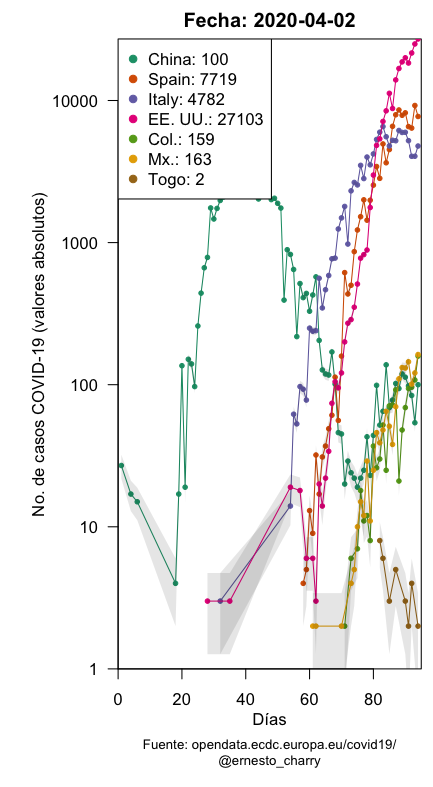 Fecha: 2020-04-02
China: 100
Spain: 7719
Italy: 4782
EE. UU.: 27103
Col.: 159
Mx.: 163
Togo: 2
No. de casos COVID-19 (valores absolutos)
10000
1000
100
10
1
0 20 40 60 80
Días
Fuente: opendata.ecdc.europa.eu/covid19/
@ernesto_charry